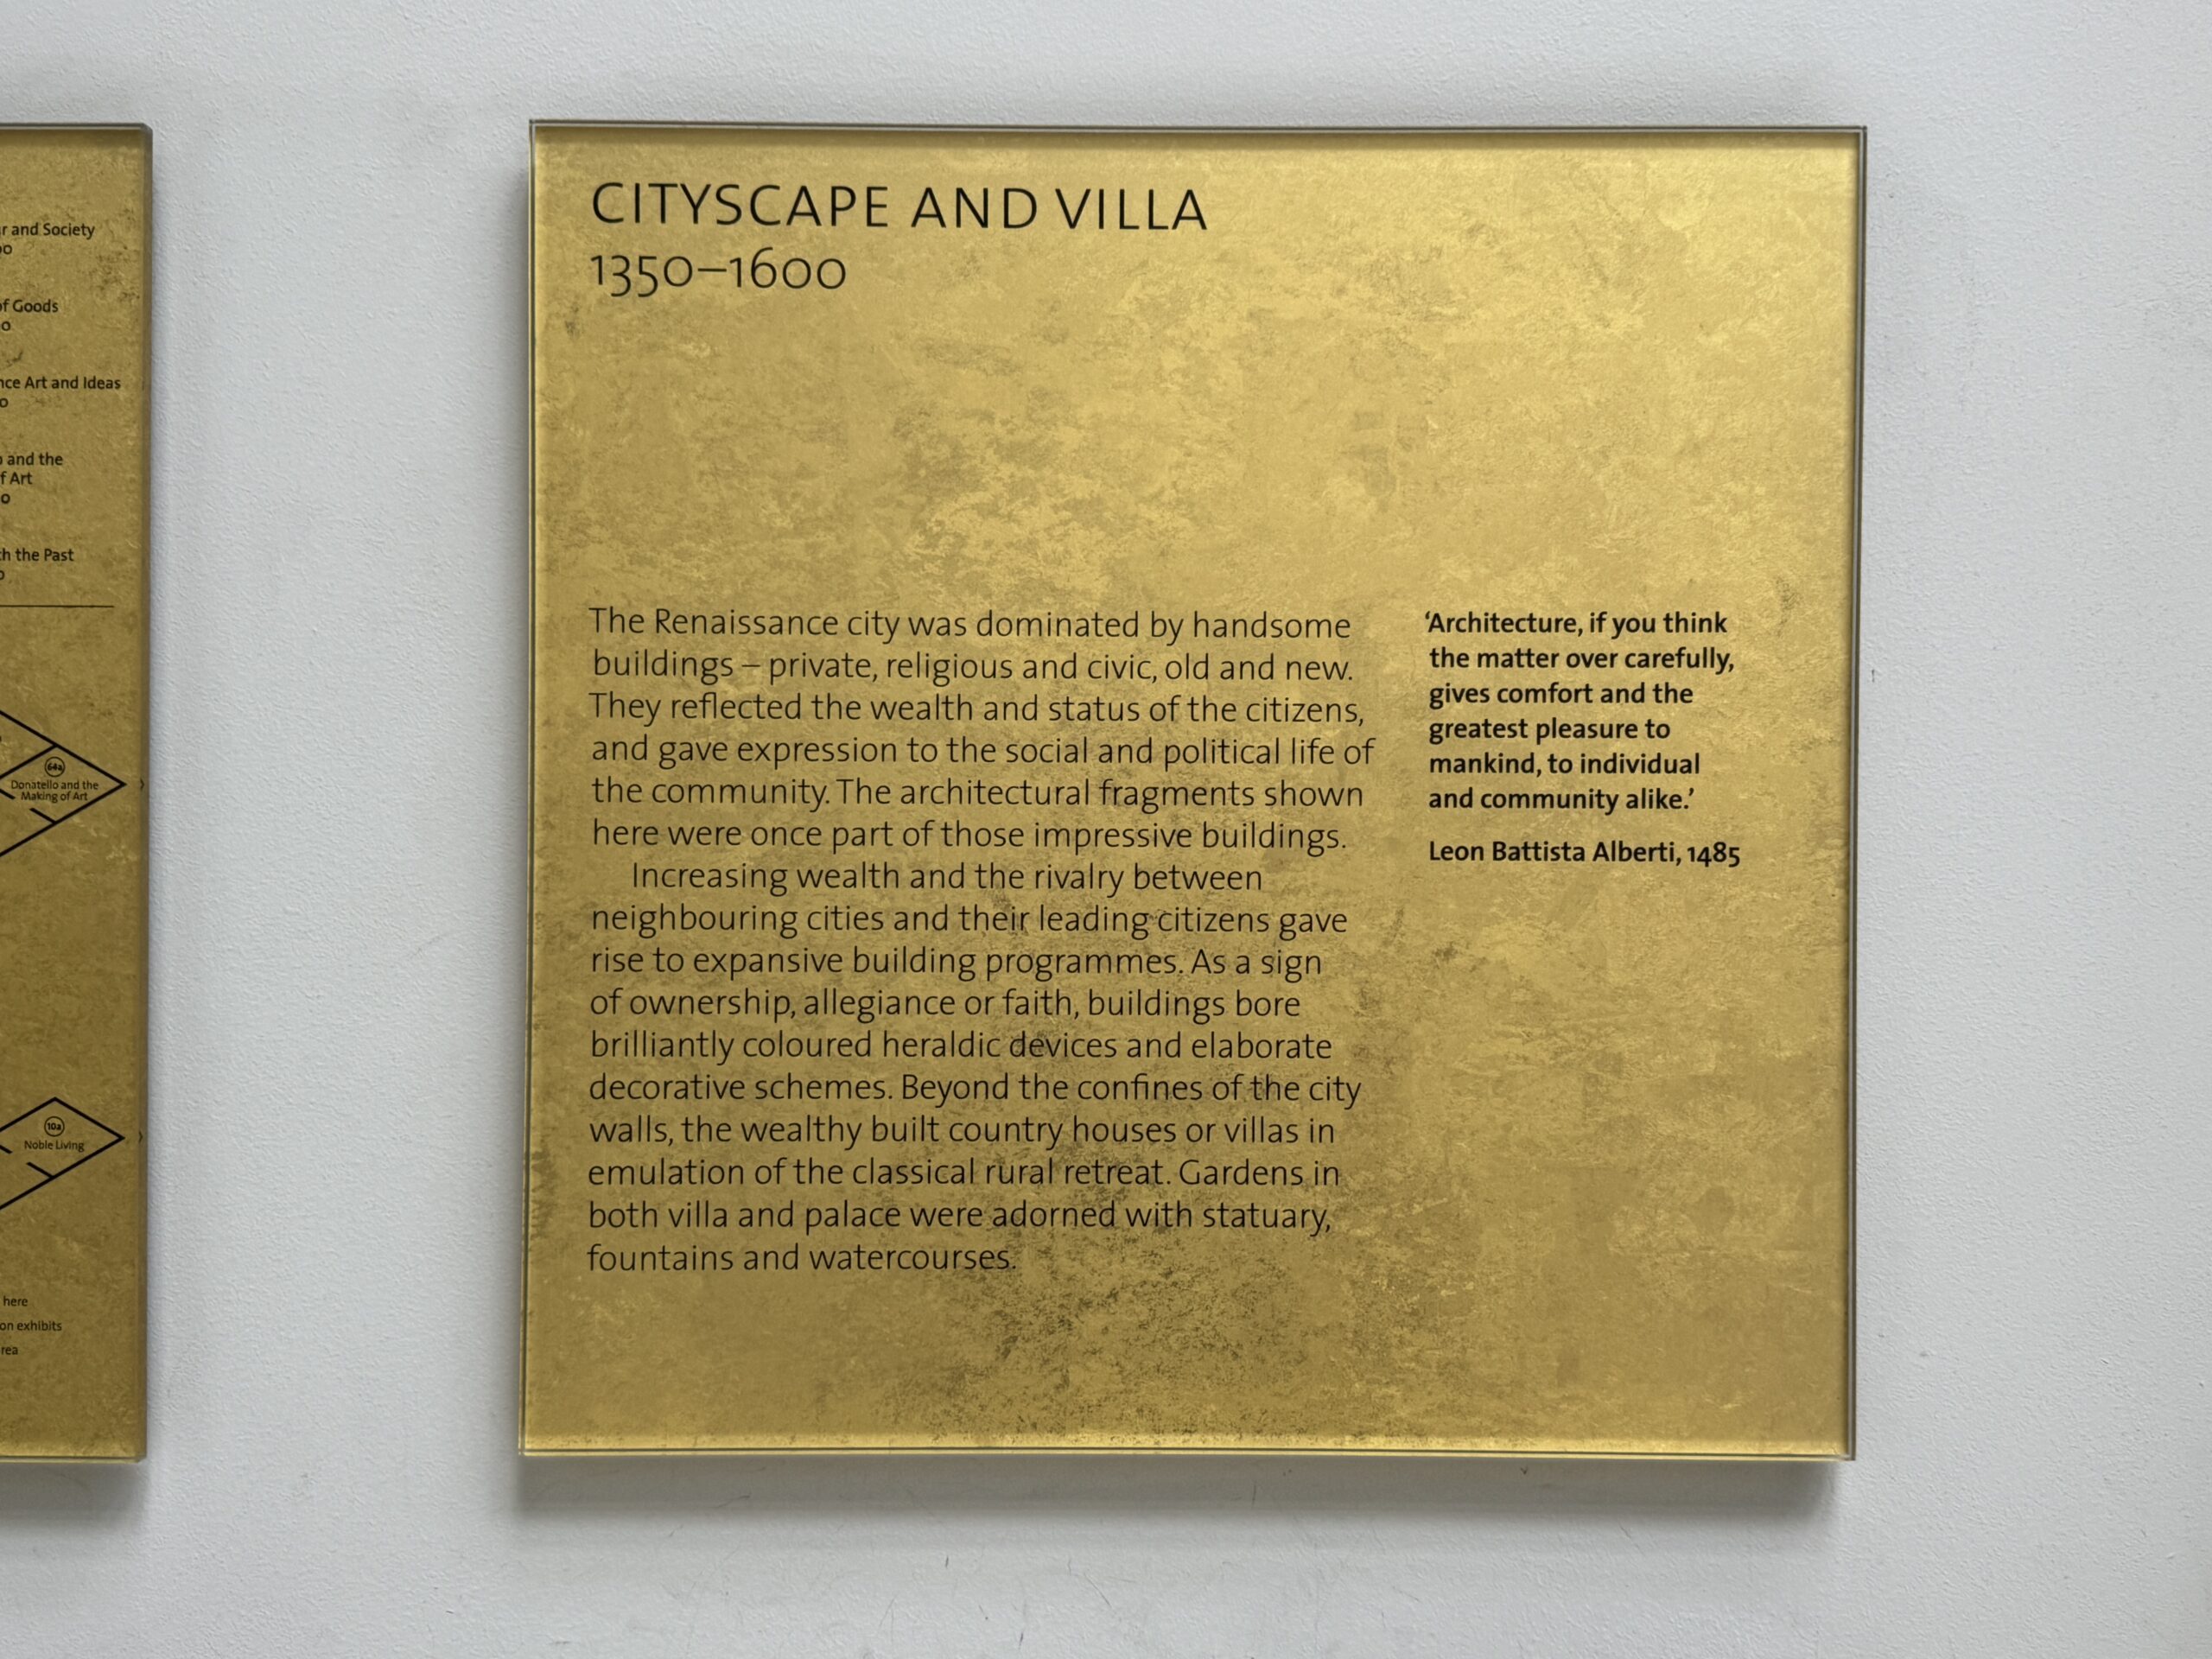 and Society
of Goods
Art and Ideas
and the
Art
the Past
64a
Donatello and the
Making of Art
10a
Noble Living
here
on exhibits
CITYSCAPE AND VILLA
1350–1600
The Renaissance city was dominated by handsome
buildings – private, religious and civic, old and new.
They reflected the wealth and status of the citizens,
and gave expression to the social and political life of
the community. The architectural fragments shown
here were once part of those impressive buildings.
Increasing wealth and the rivalry between
neighbouring cities and their leading citizens gave
rise to expansive building programmes. As a sign
of ownership, allegiance or faith, buildings bore
brilliantly coloured heraldic devices and elaborate
decorative schemes. Beyond the confines of the city
walls, the wealthy built country houses or villas in
emulation of the classical rural retreat. Gardens in
both villa and palace were adorned with statuary,
fountains and watercourses.
‘Architecture, if you think
the matter over carefully,
gives comfort and the
greatest pleasure to
mankind, to individual
and community alike.’
Leon Battista Alberti, 1485